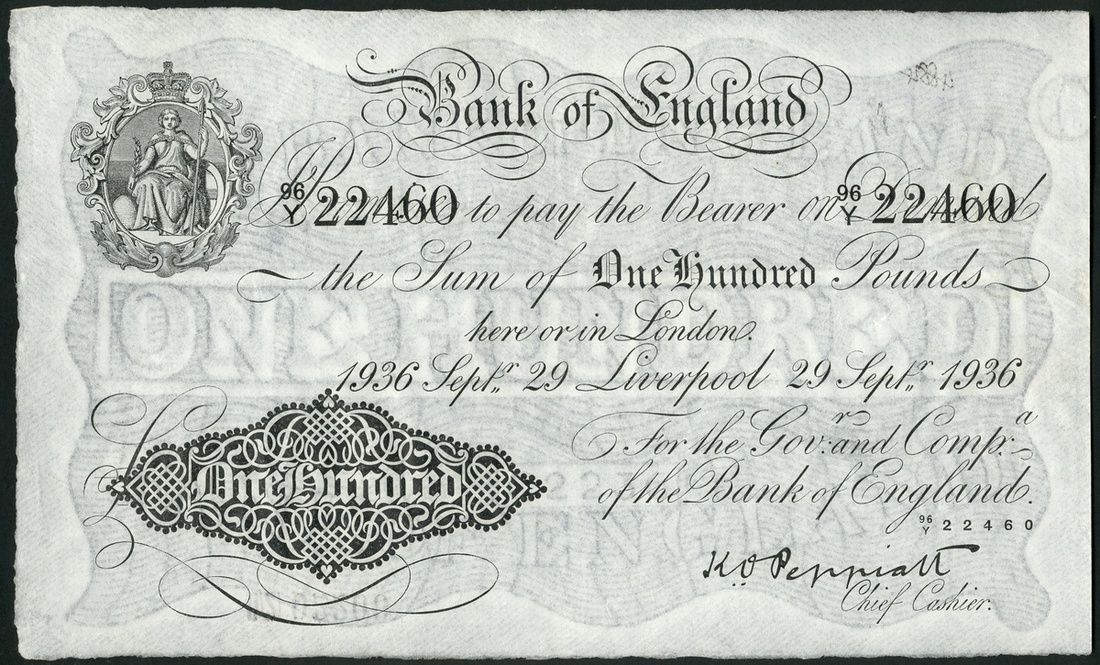 Bank of England
96/Y 22460 to pay the Bearer on 96/Y 22460
the Sum of One Hundred Pounds
here or in London.
1936 Septr 29 Liverpool 29 Septr 1936
For the Govr: and Compa:
of the Bank of England.
96/Y 22460
K.O. Peppiatt
Chief Cashier.
£ One Hundred